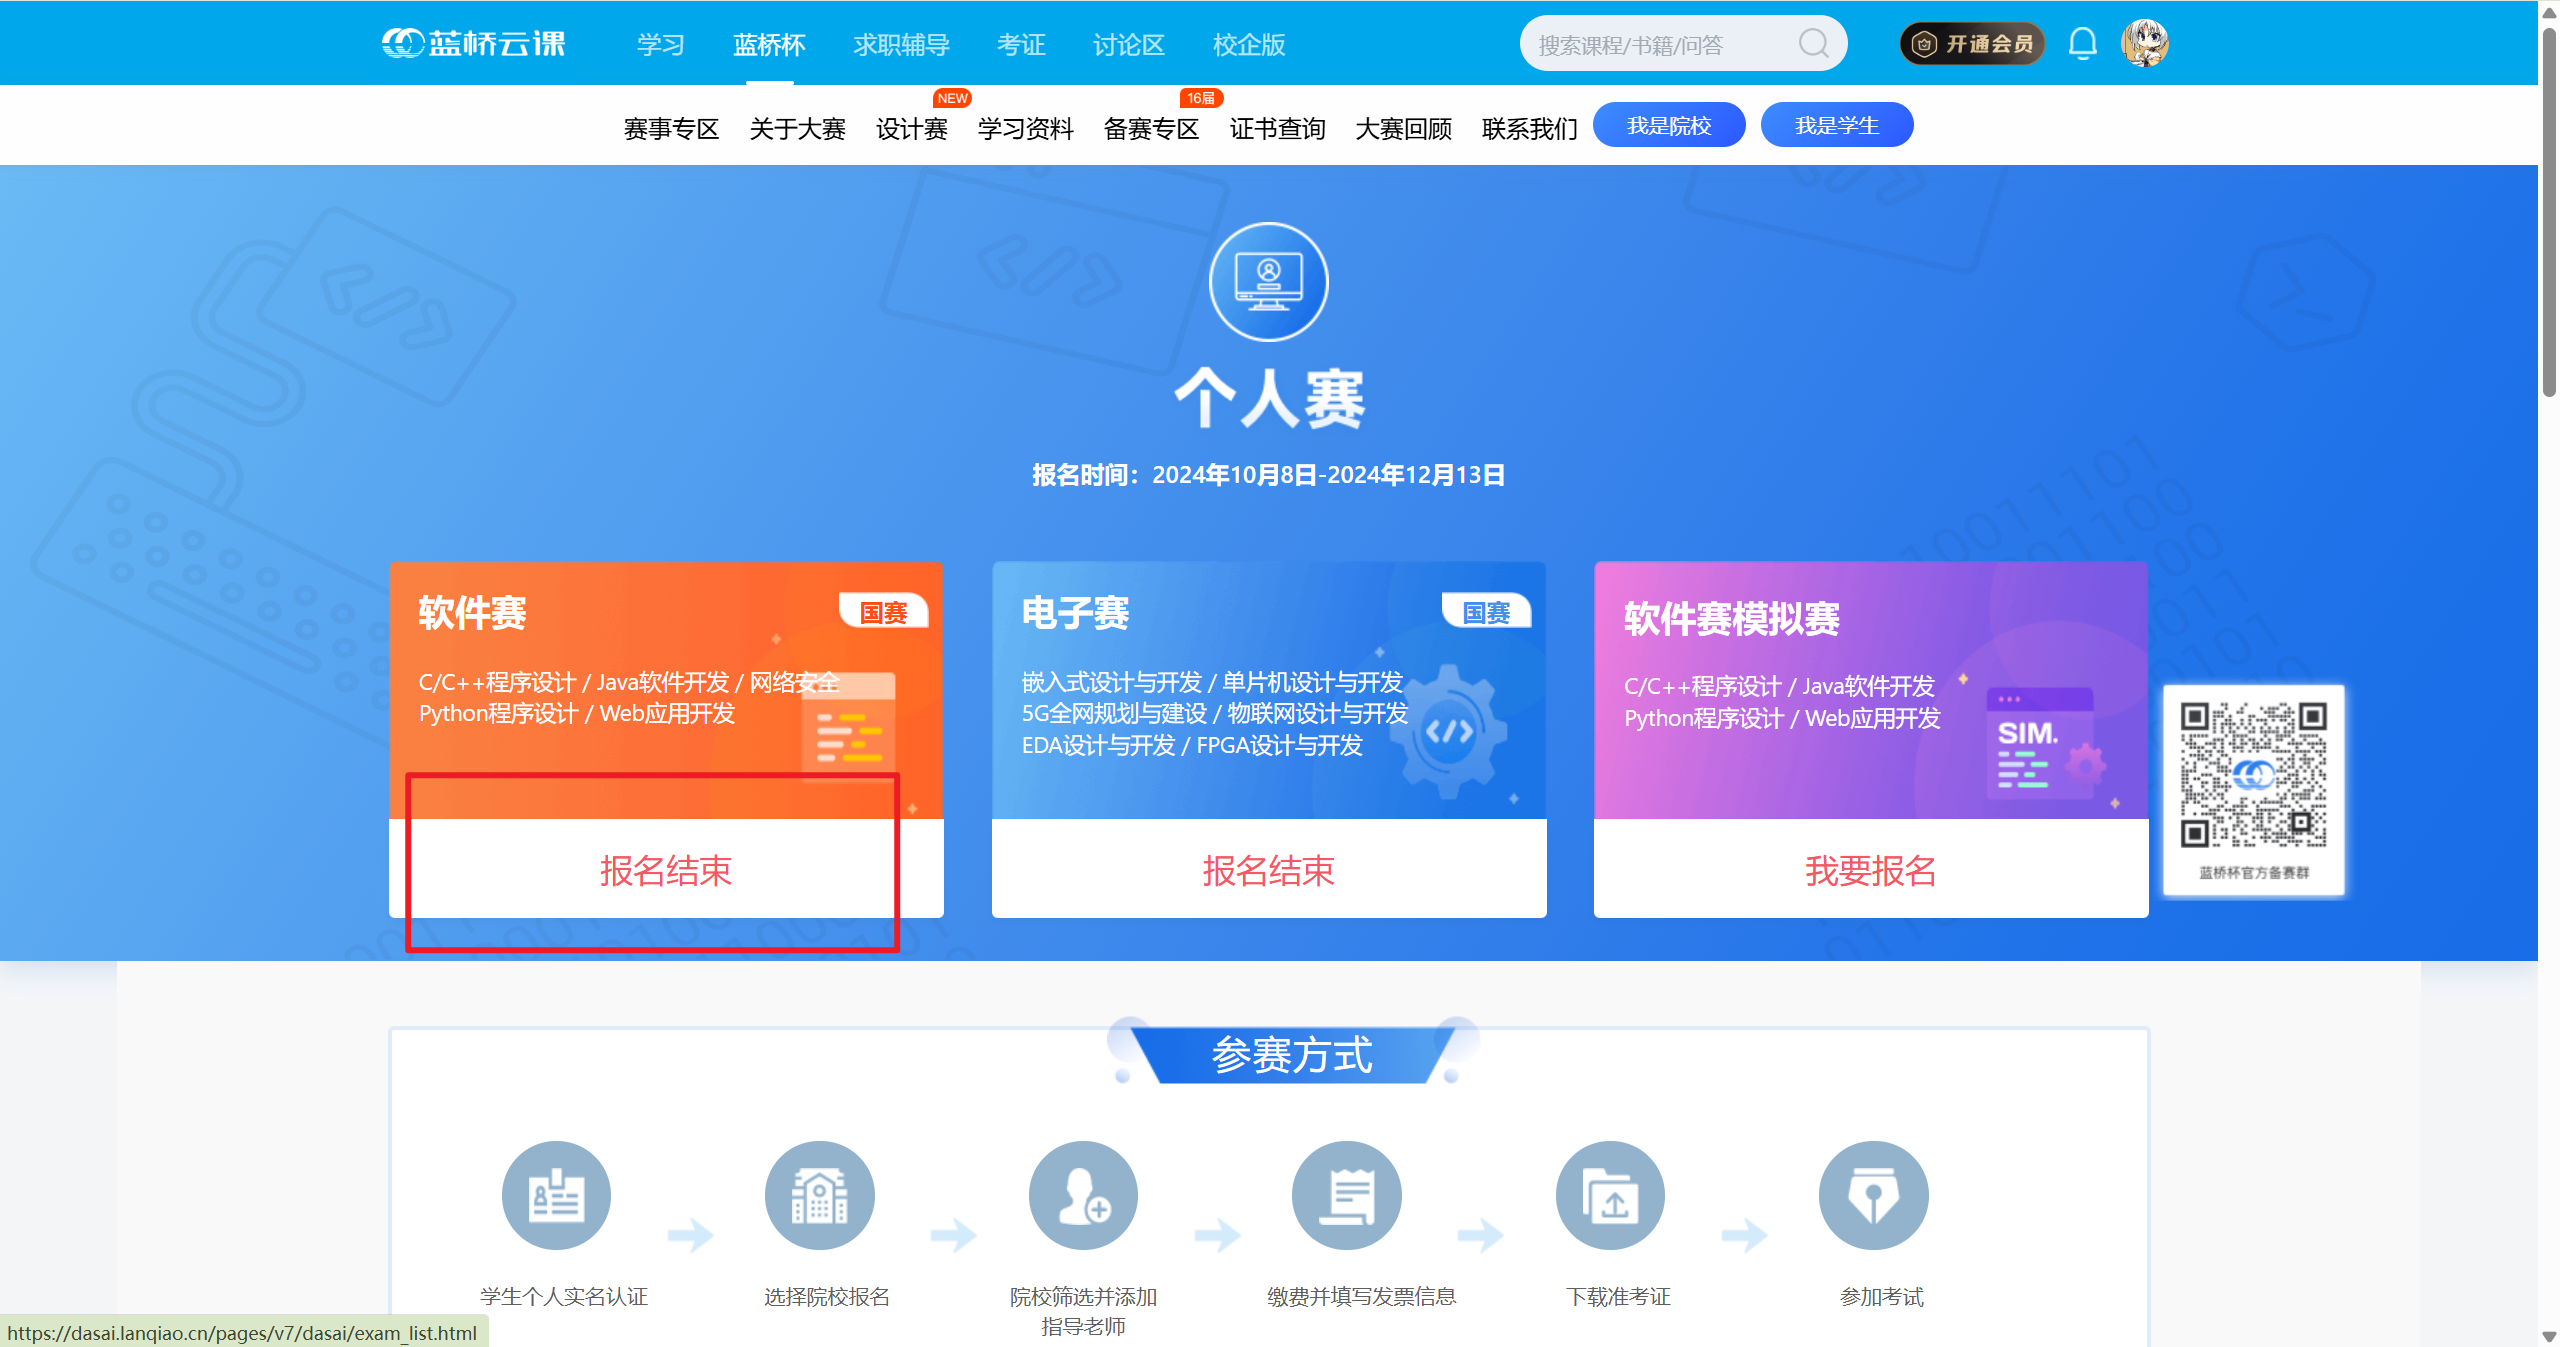 蓝桥云课
学习
蓝桥杯
求职辅导
考证
讨论区
校企版
搜索课程/书籍/问答
开通会员
NEW
16届
赛事专区
关于大赛
设计赛
学习资料
备赛专区
证书查询
大赛回顾
联系我们
我是院校
我是学生
个人赛
报名时间：2024年10月8日-2024年12月13日
软件赛
国赛
C/C++程序设计 / Java软件开发 / 网络安全
Python程序设计 / Web应用开发
报名结束
电子赛
国赛
嵌入式设计与开发 / 单片机设计与开发
5G全网规划与建设 / 物联网设计与开发
EDA设计与开发 / FPGA设计与开发
报名结束
软件赛模拟赛
C/C++程序设计 / Java软件开发
Python程序设计 / Web应用开发
SIM.
我要报名
蓝桥杯官方备赛群
参赛方式
学生个人实名认证
选择院校报名
院校筛选并添加
指导老师
缴费并填写发票信息
下载准考证
参加考试
https://dasai.lanqiao.cn/pages/v7/dasai/exam_list.html